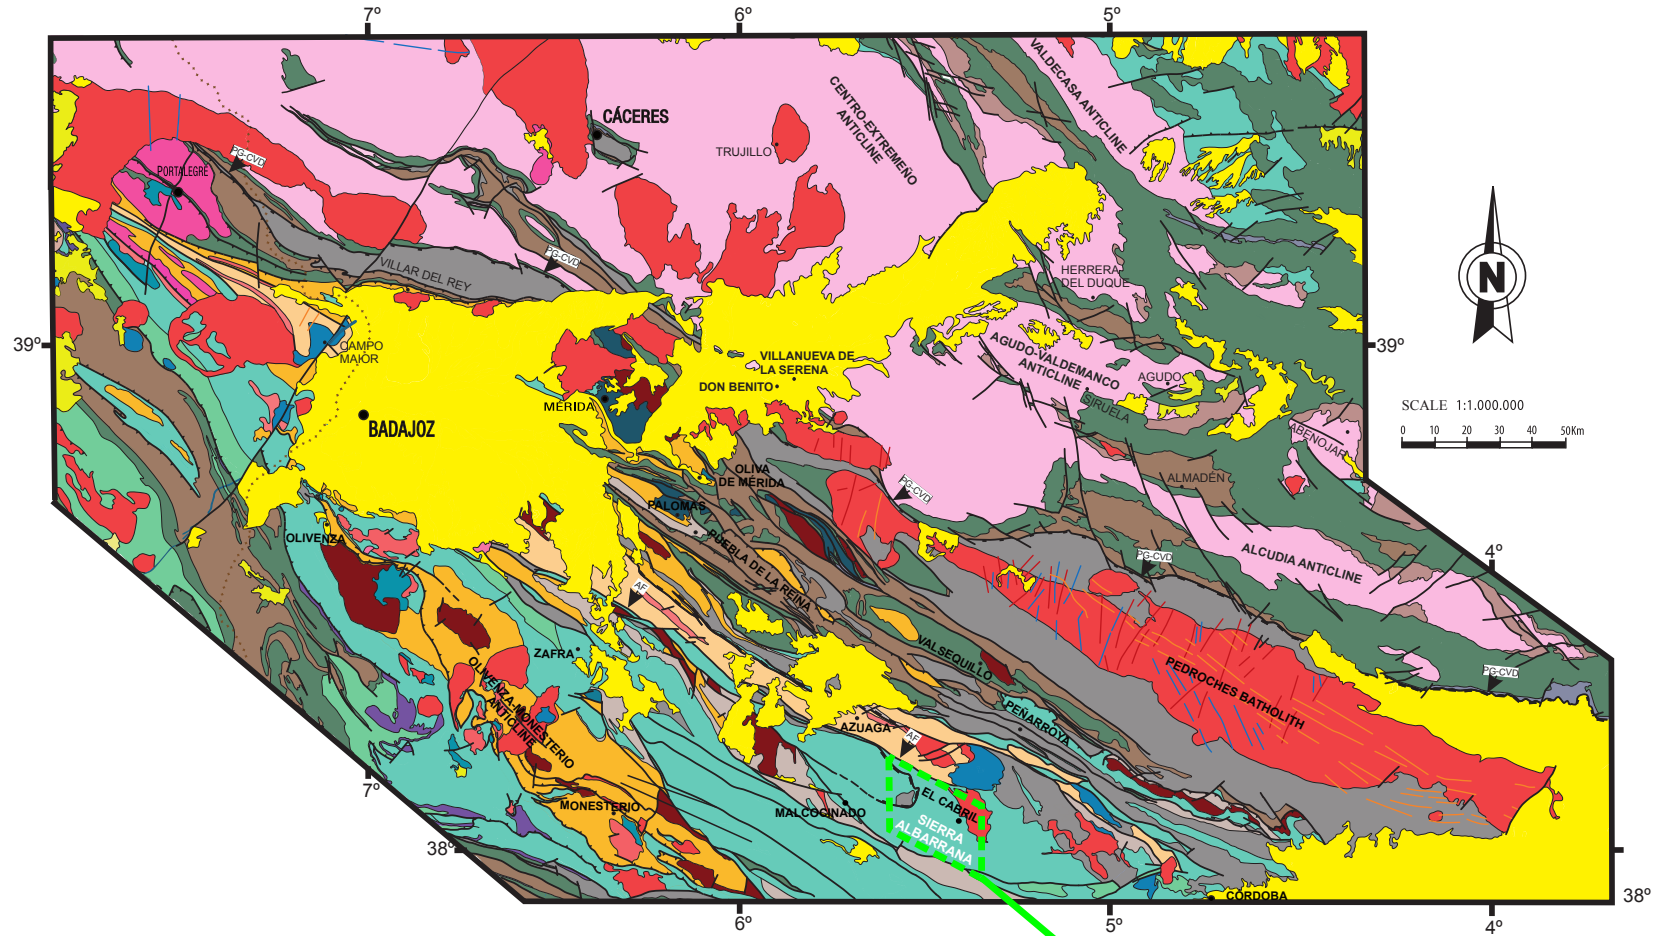 7º
6º
5º
VALDECASA ANTICLINE
CENTRO-EXTREMEÑO
ANTICLINE
CÁCERES
TRUJILLO
PG-CVD
PORTALEGRE
PG-CVD
VILLAR DEL REY
HERRERA
DEL DUQUE
N
39º
39º
CAMPO
MAIOR
VILLANUEVA DE
LA SERENA
DON BENITO
AGUDO-VALDEMANCO
ANTICLINE
AGUDO
SIRUELA
MÉRIDA
BADAJOZ
SCALE 1:1.000.000
0 10 20 30 40 50Km
ABENOJAR
OLIVA
DE MÉRIDA
PALOMAS
PG-CVD
ALMADÉN
OLIVENZA
PUEBLA DE LA REINA
PG-CVD
ALCUDIA ANTICLINE
4º
AF
ZAFRA
VALSEQUILLO
PEDROCHES BATHOLITH
PG-CVD
OLIVENZA-MONESTERIO
ANTICLINE
PEÑARROYA
AZUAGA
AF
7º
MONESTERIO
MALCOCINADO
EL CABRIL
SIERRA
ALBARRANA
38º
CÓRDOBA
38º
6º
5º
4º